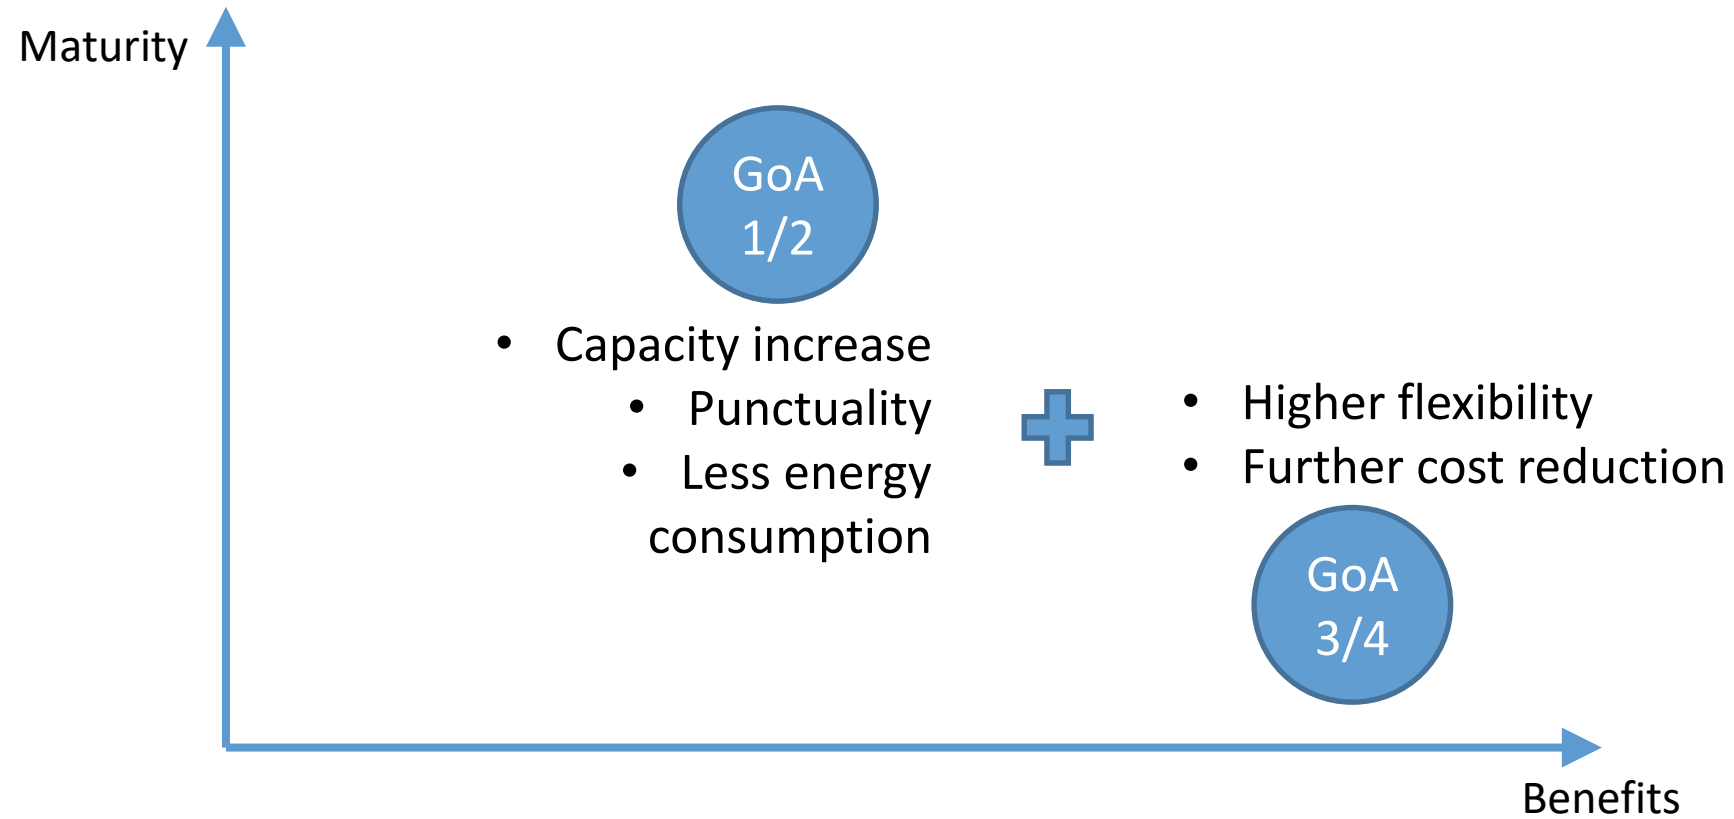 Maturity
GoA
1/2
• Capacity increase
• Punctuality
• Less energy
consumption
• Higher flexibility
• Further cost reduction
GoA
3/4
Benefits